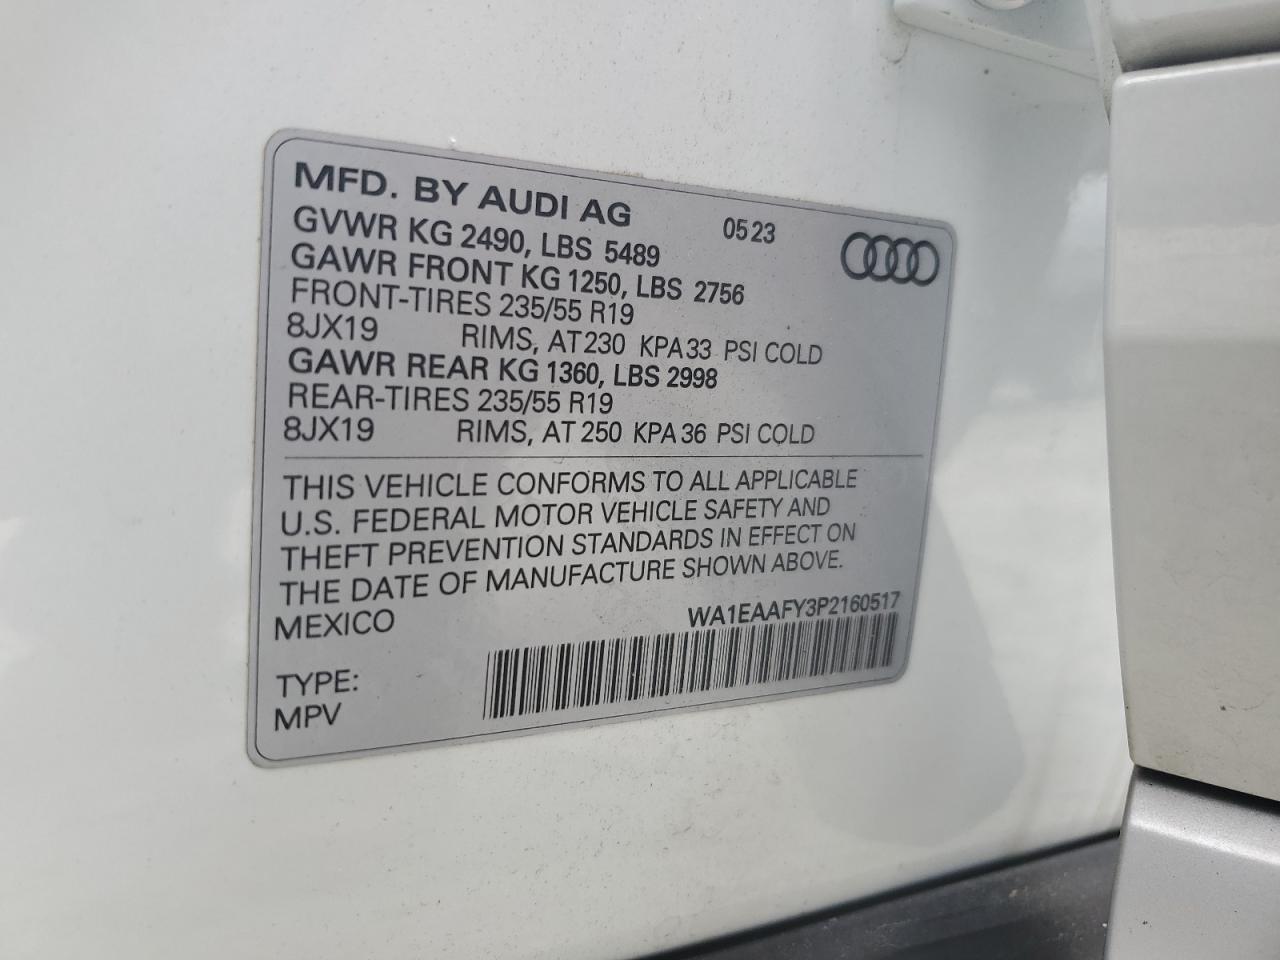 MFD. BY AUDI AG 0523
GVWR KG 2490, LBS 5489
GAWR FRONT KG 1250, LBS 2756
FRONT-TIRES 235/55 R19
8JX19 RIMS, AT 230 KPA 33 PSI COLD
GAWR REAR KG 1360, LBS 2998
REAR-TIRES 235/55 R19
8JX19 RIMS, AT 250 KPA 36 PSI COLD
THIS VEHICLE CONFORMS TO ALL APPLICABLE
U.S. FEDERAL MOTOR VEHICLE SAFETY AND
THEFT PREVENTION STANDARDS IN EFFECT ON
THE DATE OF MANUFACTURE SHOWN ABOVE.
MEXICO WA1EAAFY3P2160517
TYPE:
MPV